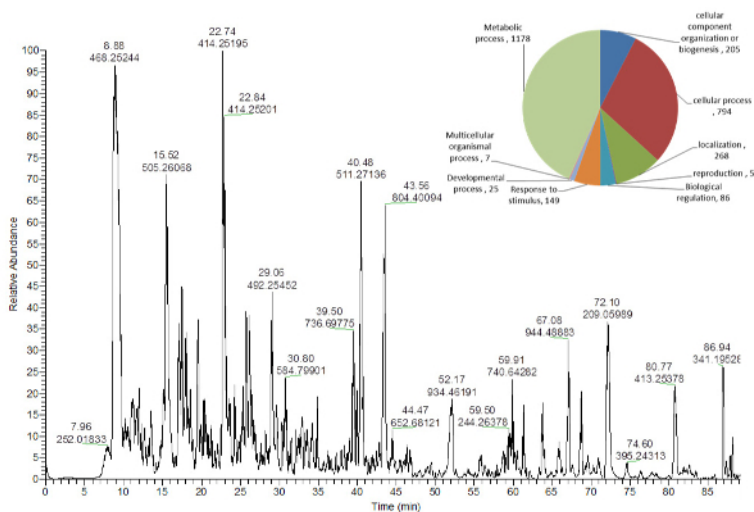 Metabolic
process , 1178
cellular
component
organization or
biogenesis , 205
cellular process ,
794
localization ,
268
reproduction , 5
Biological
regulation, 86
Response to
stimulus, 149
Developmental
process , 25
Multicellular
organismal
process , 7
Relative Abundance
100
95
90
85
80
75
70
65
60
55
50
45
40
35
30
25
20
15
10
5
0
7.96
252.01833
8.88
468.25244
15.52
505.26068
22.74
414.25195
22.84
414.25201
29.06
492.25452
30.80
584.79901
39.50
736.69775
40.48
511.27136
43.56
804.40094
44.47
652.68121
52.17
934.46191
59.50
244.26378
59.91
740.64282
67.08
944.48683
72.10
209.05989
74.60
395.24313
80.77
413.25378
86.94
341.19528
0 5 10 15 20 25 30 35 40 45 50 55 60 65 70 75 80 85
Time (min)